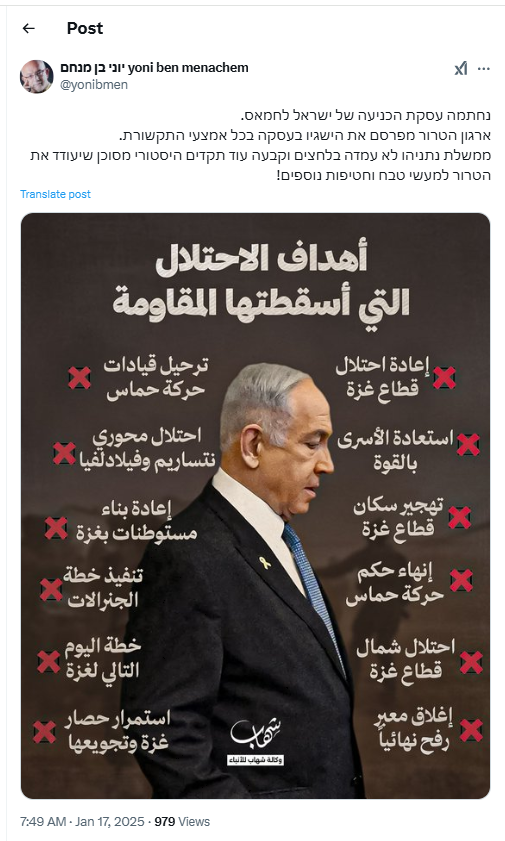 Post
יוני בן מנחם yoni ben menachem
@yonibmen
נחתמה עסקת הכניעה של ישראל לחמאס.
ארגון הטרור מפרסם את הישגיו בעסקה בכל אמצעי התקשורת.
ממשלת נתניהו לא עמדה בלחצים וקבעה עוד תקדים היסטורי מסוכן שיעודד את
הטרור למעשי טבח וחטיפות נוספים!
Translate post
أهداف الاحتلال
التي أسقطتها المقاومة
إعادة احتلال
قطاع غزة
استعادة الأسرى
بالقوة
تهجير سكان
قطاع غزة
إنهاء حكم
حركة حماس
احتلال شمال
قطاع غزة
إغلاق معبر
رفح نهائياً
ترحيل قيادات
حركة حماس
احتلال محوري
نتساريم وفيلادلفيا
إعادة بناء
مستوطنات بغزة
تنفيذ خطة
الجنرالات
خطة اليوم
التالي لغزة
استمرار حصار
غزة وتجويعها
شهاب
وكالة شهاب للأنباء
7:49 AM · Jan 17, 2025 · 979 Views